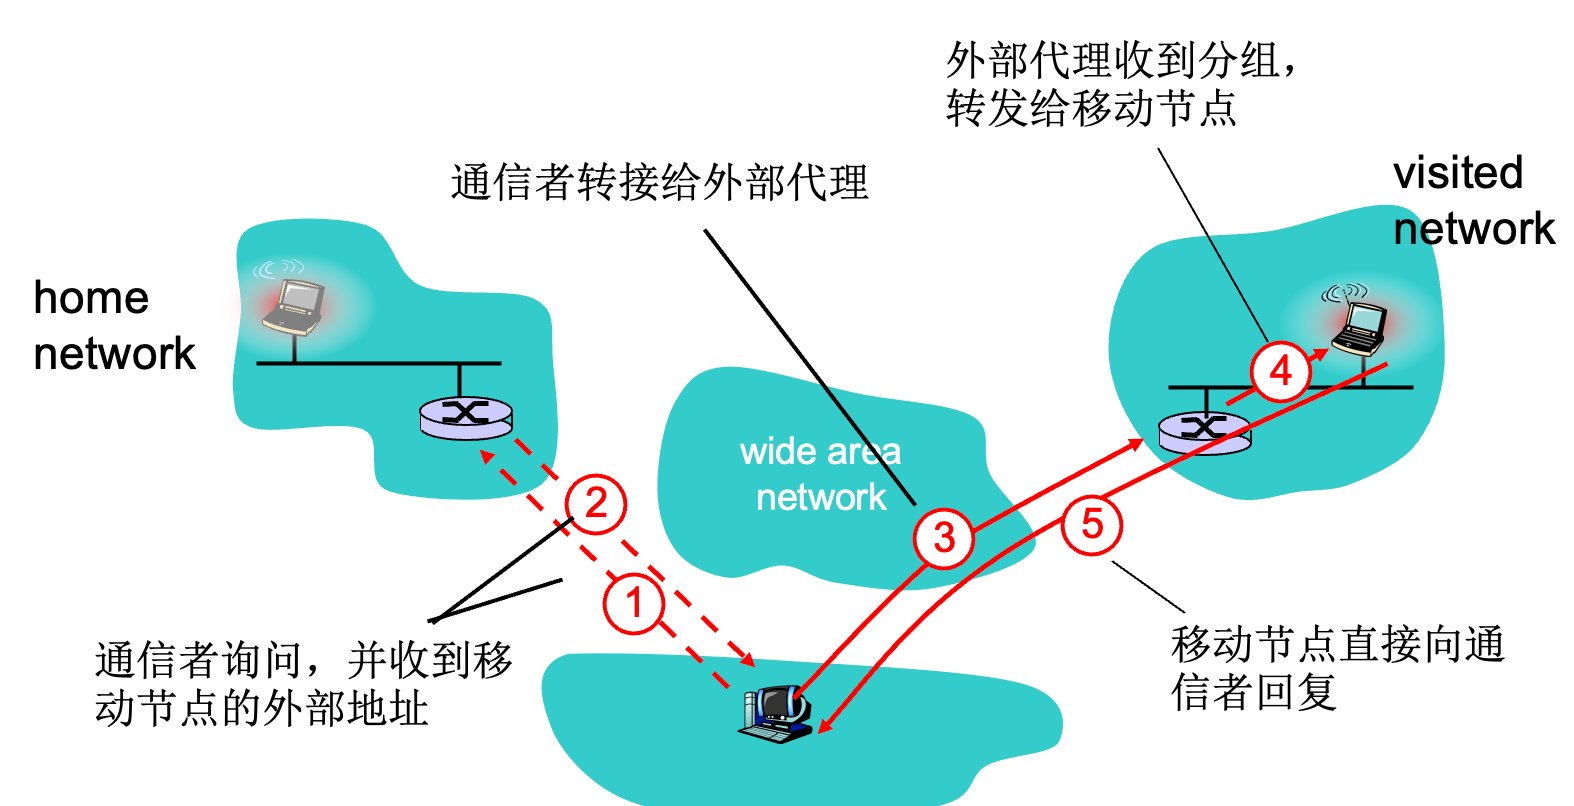 外部代理收到分组，
转发给移动节点
通信者转接给外部代理
visited
network
home
network
wide area
network
4
2
3
5
1
通信者询问，并收到移
动节点的外部地址
移动节点直接向通
信者回复